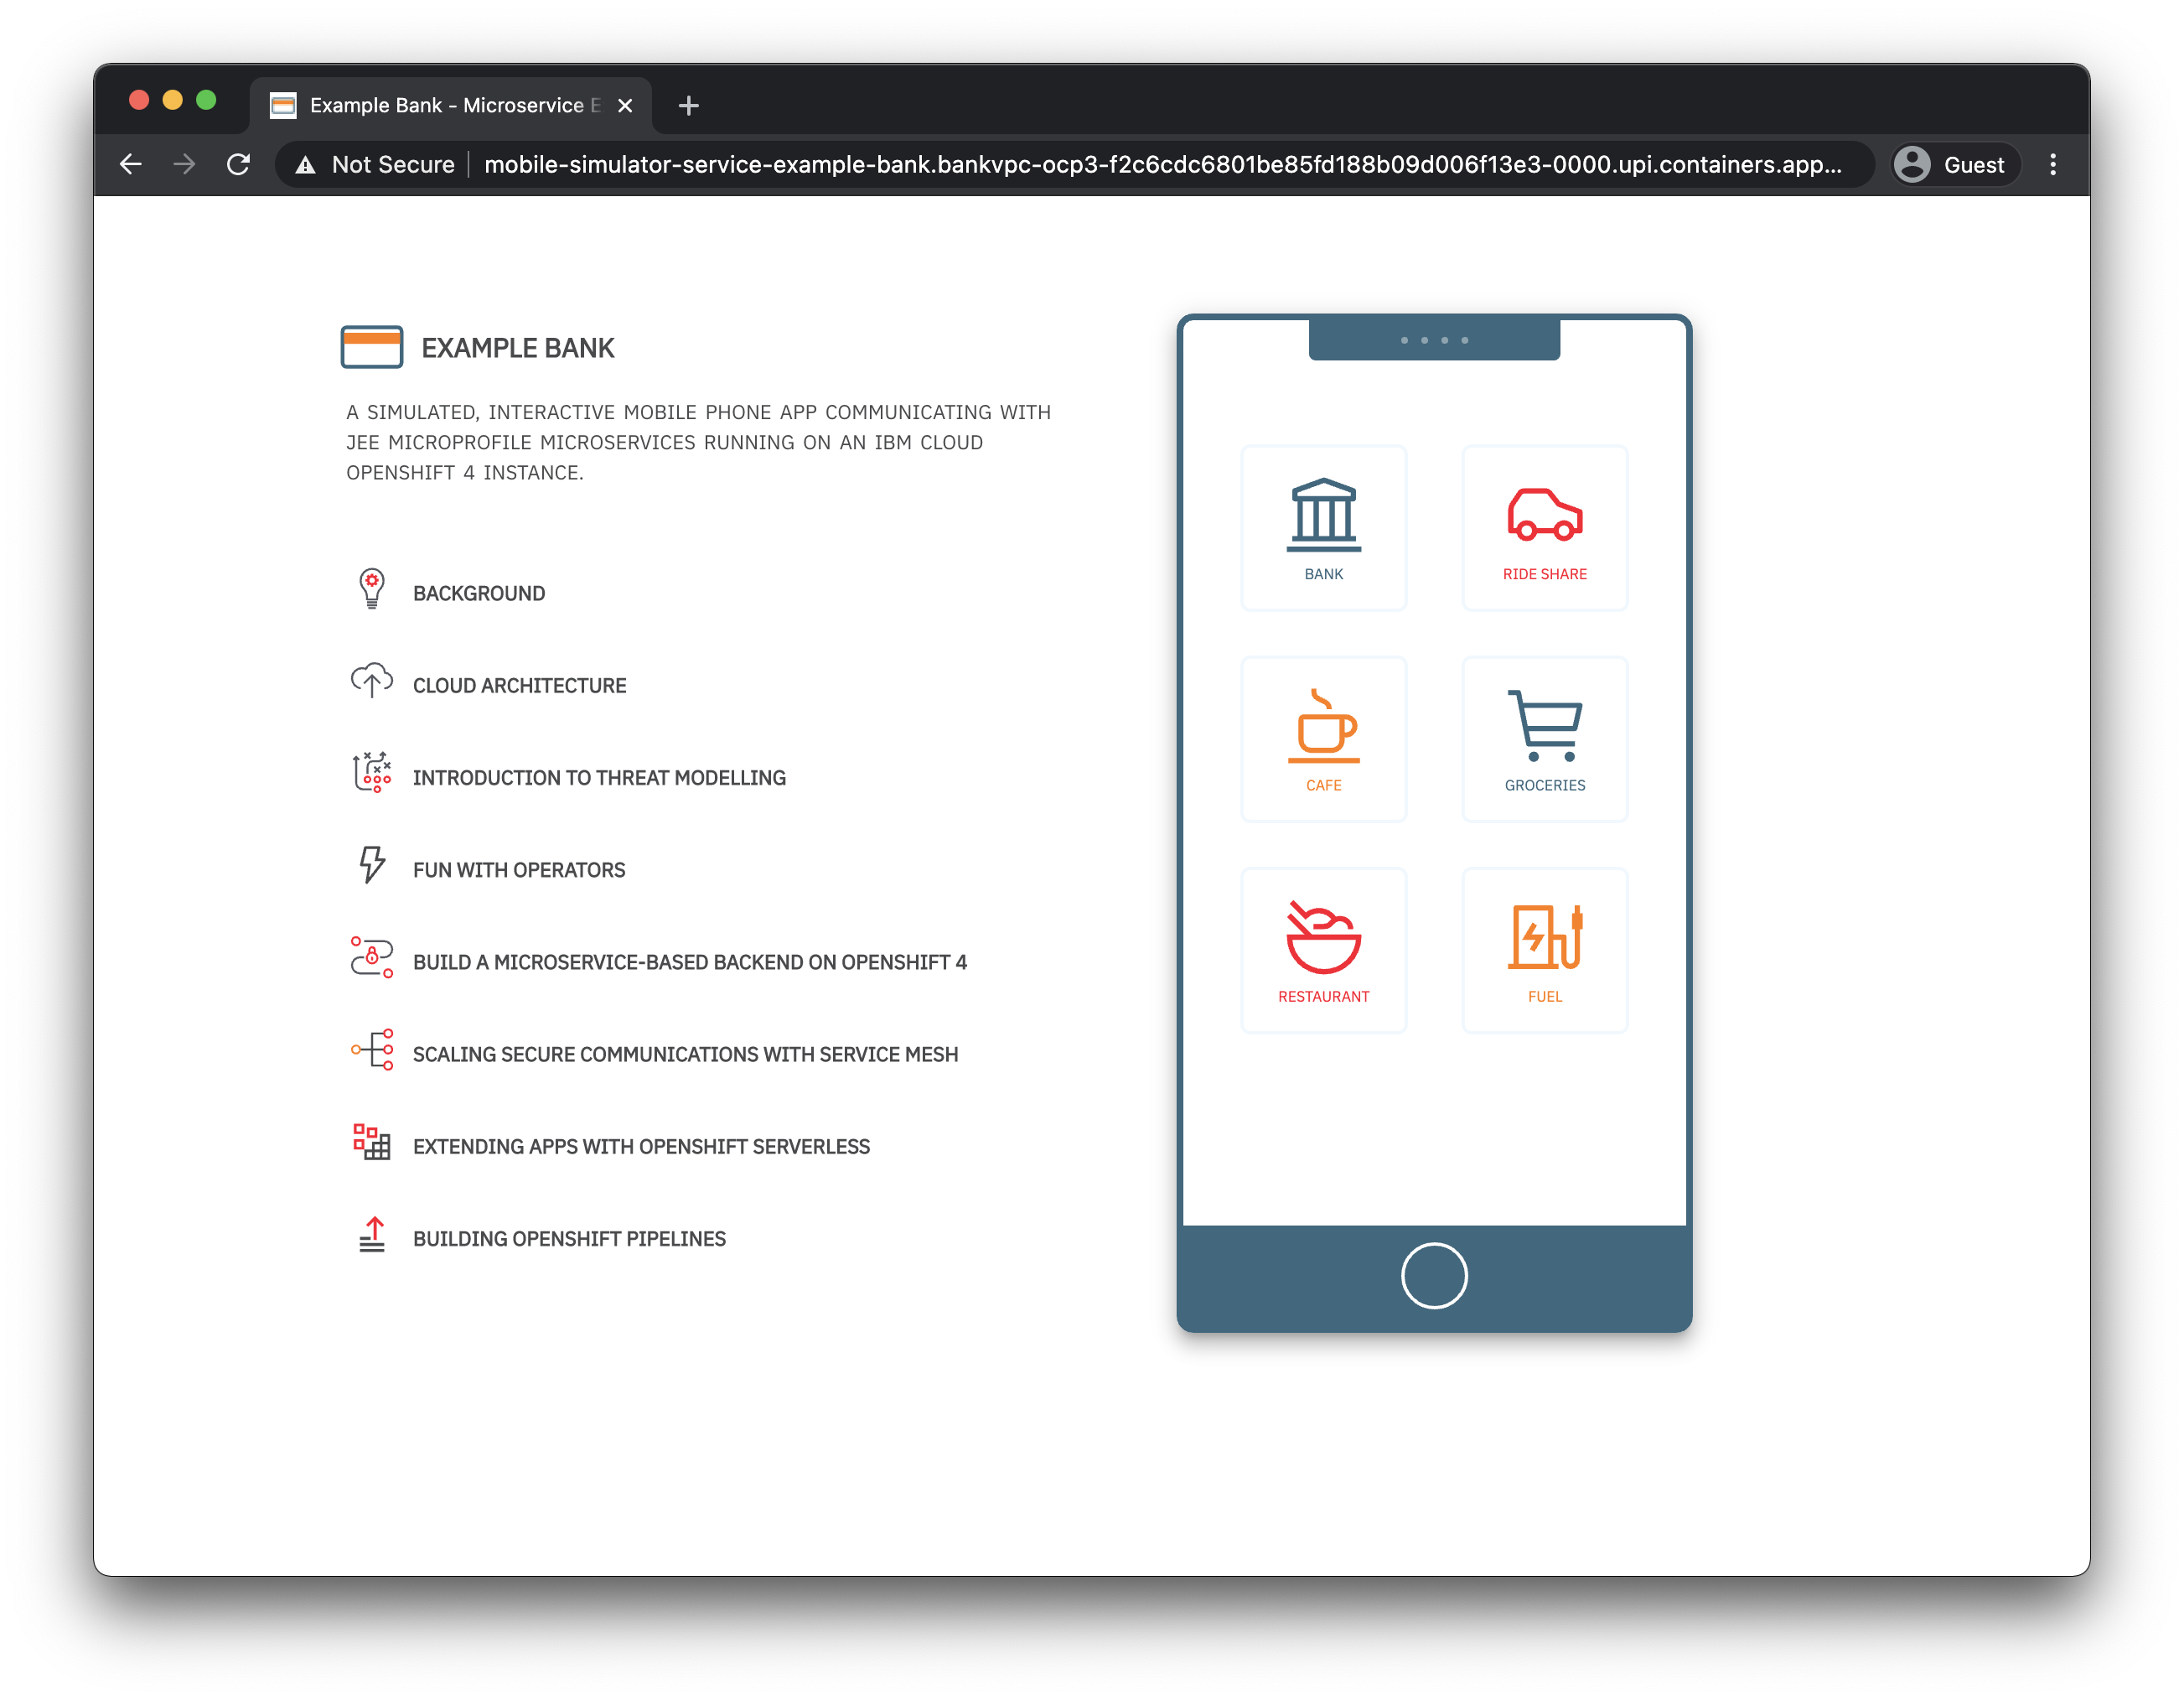 Example Bank - Microservice E
Not Secure
mobile-simulator-service-example-bank.bankvpc-ocp3-f2c6cdc6801be85fd188b09d006f13e3-0000.upi.containers.app...
Guest
EXAMPLE BANK
A SIMULATED, INTERACTIVE MOBILE PHONE APP COMMUNICATING WITH
JEE MICROPROFILE MICROSERVICES RUNNING ON AN IBM CLOUD
OPENSHIFT 4 INSTANCE.
BACKGROUND
CLOUD ARCHITECTURE
INTRODUCTION TO THREAT MODELLING
FUN WITH OPERATORS
BUILD A MICROSERVICE-BASED BACKEND ON OPENSHIFT 4
SCALING SECURE COMMUNICATIONS WITH SERVICE MESH
EXTENDING APPS WITH OPENSHIFT SERVERLESS
BUILDING OPENSHIFT PIPELINES
BANK
RIDE SHARE
CAFE
GROCERIES
RESTAURANT
FUEL